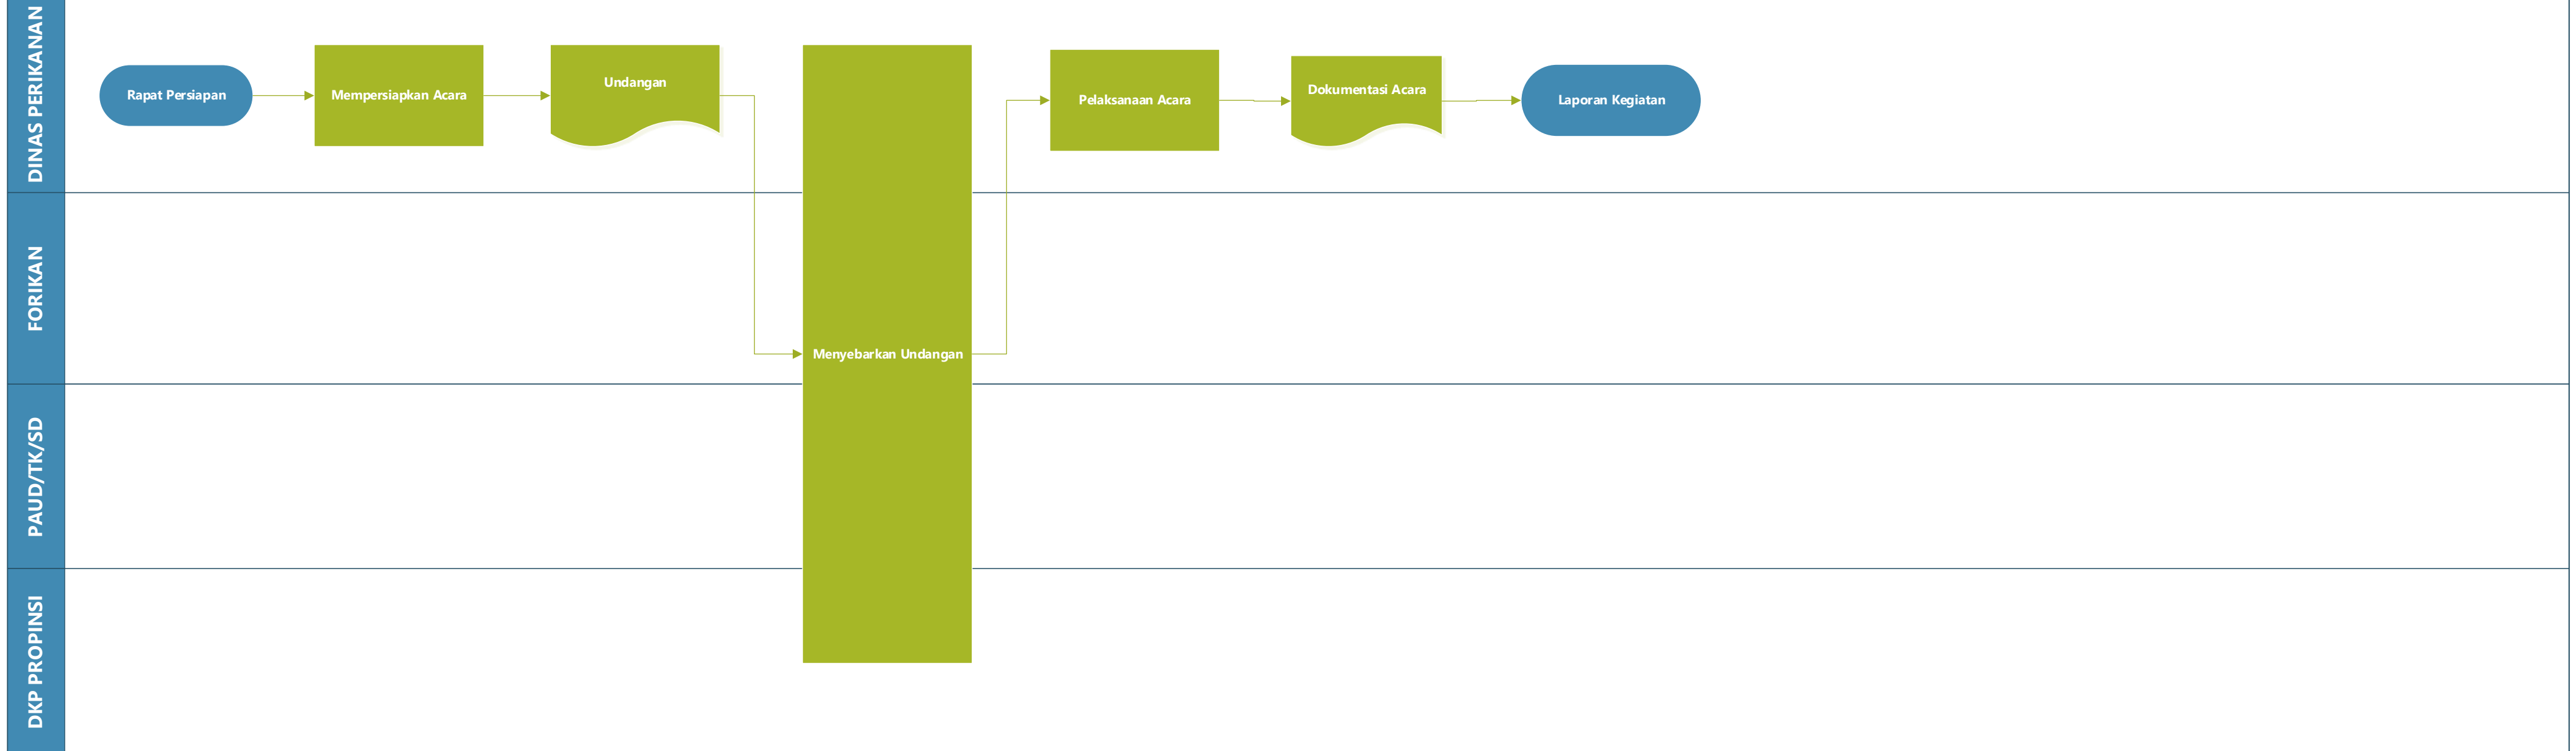 DINAS PERIKANAN
Rapat Persiapan
Mempersiapkan Acara
Undangan
Pelaksanaan Acara
Dokumentasi Acara
Laporan Kegiatan
FORIKAN
Menyebarkan Undangan
PAUD/TK/SD
DKP PROPINSI